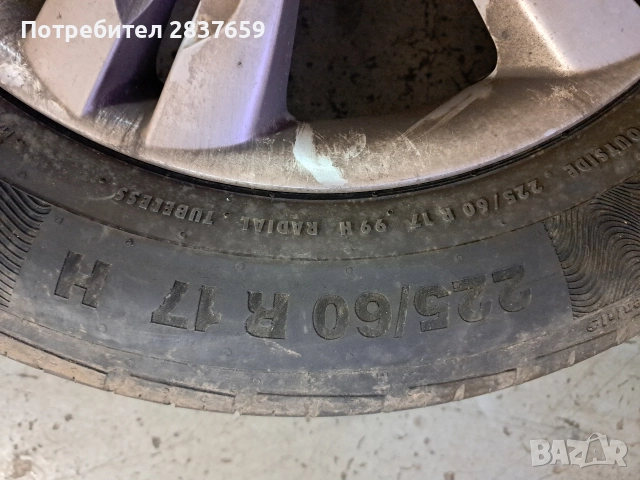 Потребител 2837659
OUTSIDE . 225/60 R 17 . 99 H RADIAL . TUBELESS .
225/60 R 17 H
BAZAR